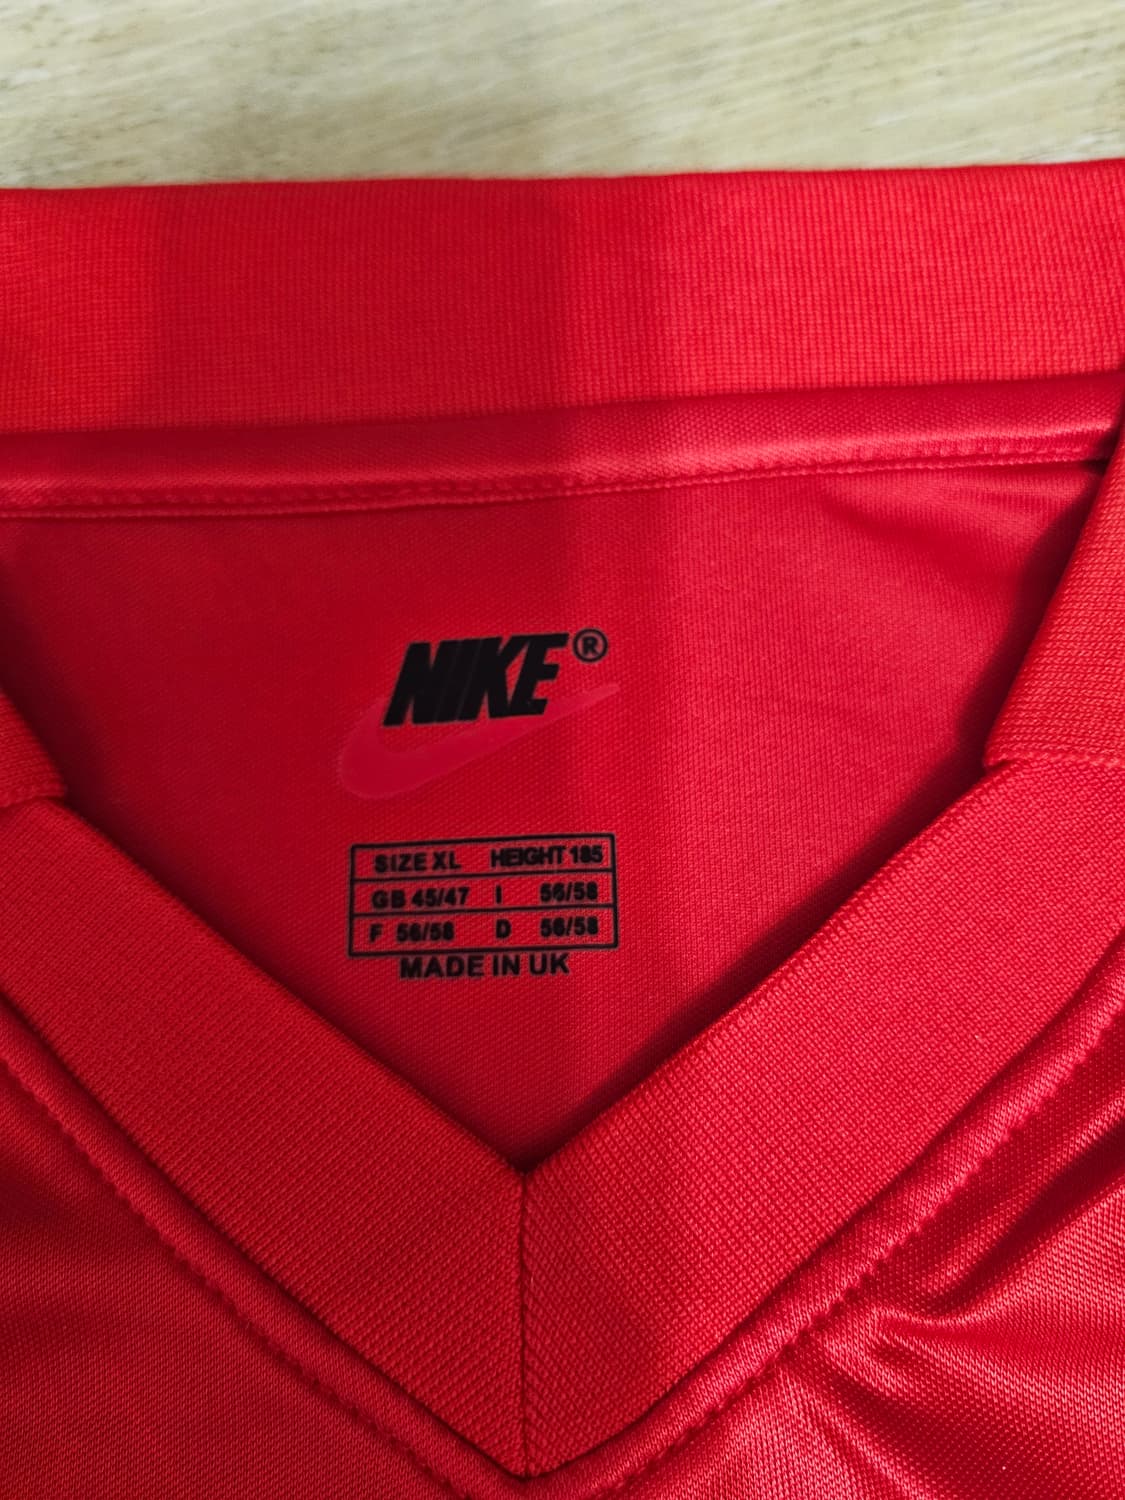 NIKE®
SIZE XL HEIGHT 185
GB 45/47 I 56/58
F 56/58 D 56/58
MADE IN UK